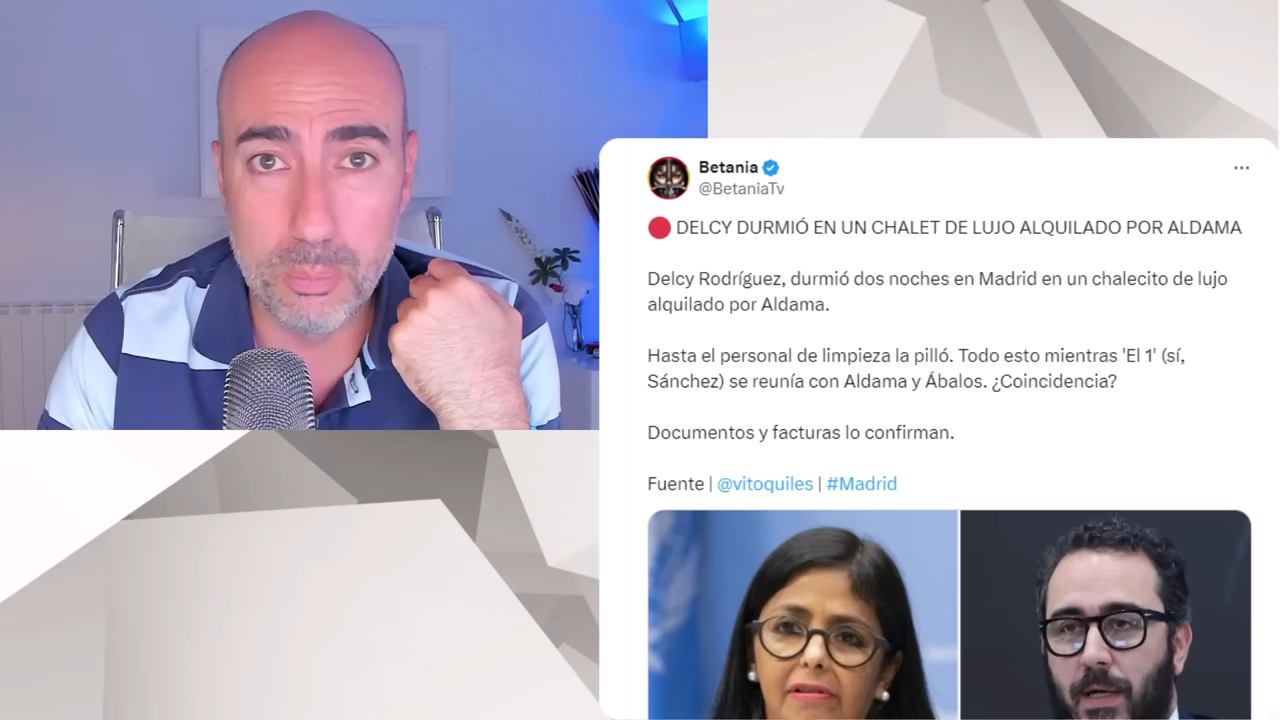 Betania
@BetaniaTv
DELCY DURMIÓ EN UN CHALET DE LUJO ALQUILADO POR ALDAMA
Delcy Rodríguez, durmió dos noches en Madrid en un chalecito de lujo
alquilado por Aldama.
Hasta el personal de limpieza la pilló. Todo esto mientras 'El 1' (sí,
Sánchez) se reunía con Aldama y Ábalos. ¿Coincidencia?
Documentos y facturas lo confirman.
Fuente | @vitoquiles | #Madrid